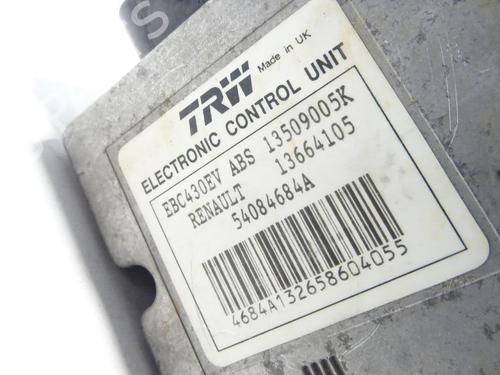 TRW Made in UK
ELECTRONIC CONTROL UNIT
EBC430EV ABS 13509005K
RENAULT 13664105
54084684A
4684A132658604055